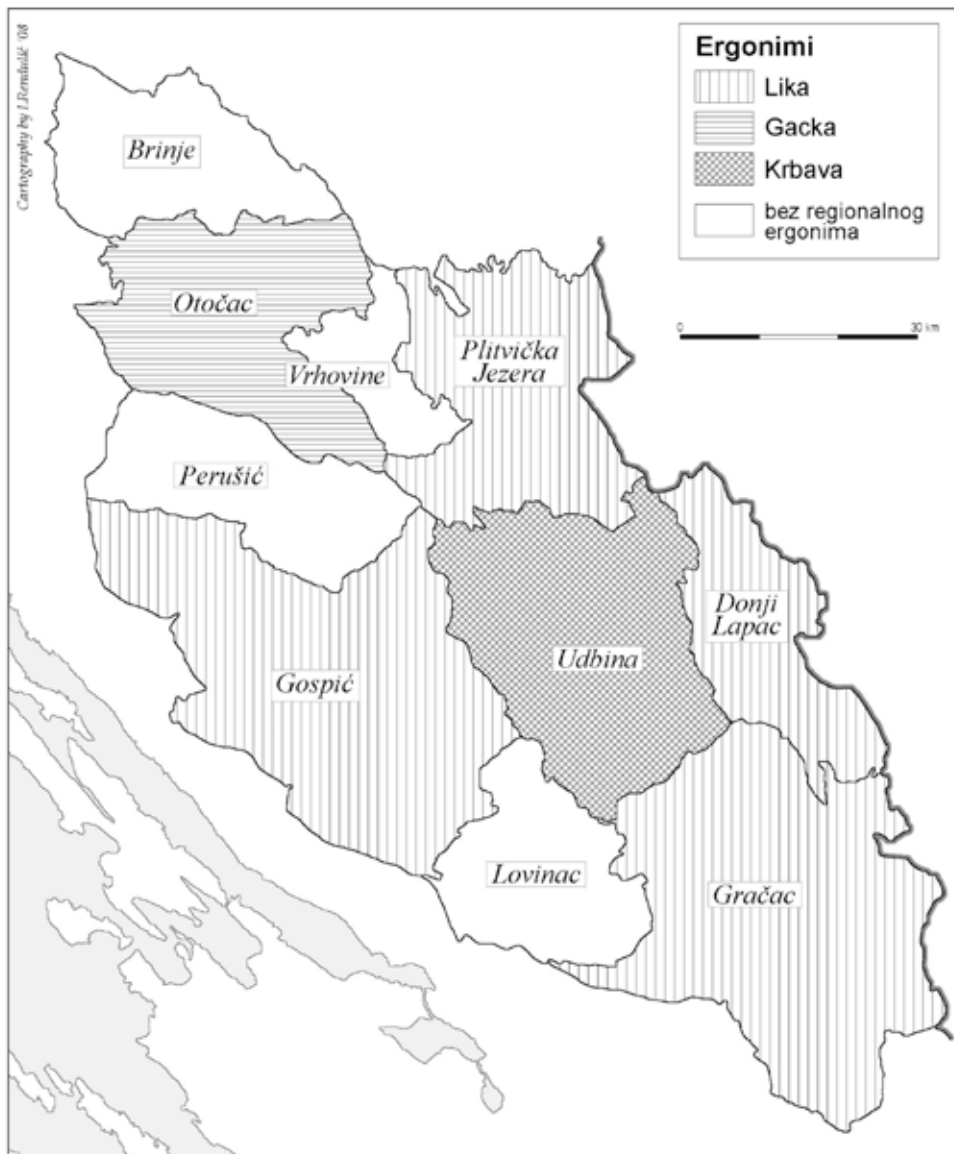 Cartography by I.Rendulić '08
Ergonimi
Lika
Gacka
Krbava
bez regionalnog
ergonima
0
30 km
Brinje
Otočac
Vrhovine
Plitvička
Jezera
Perušić
Donji
Lapac
Udbina
Gospić
Lovinac
Gračac